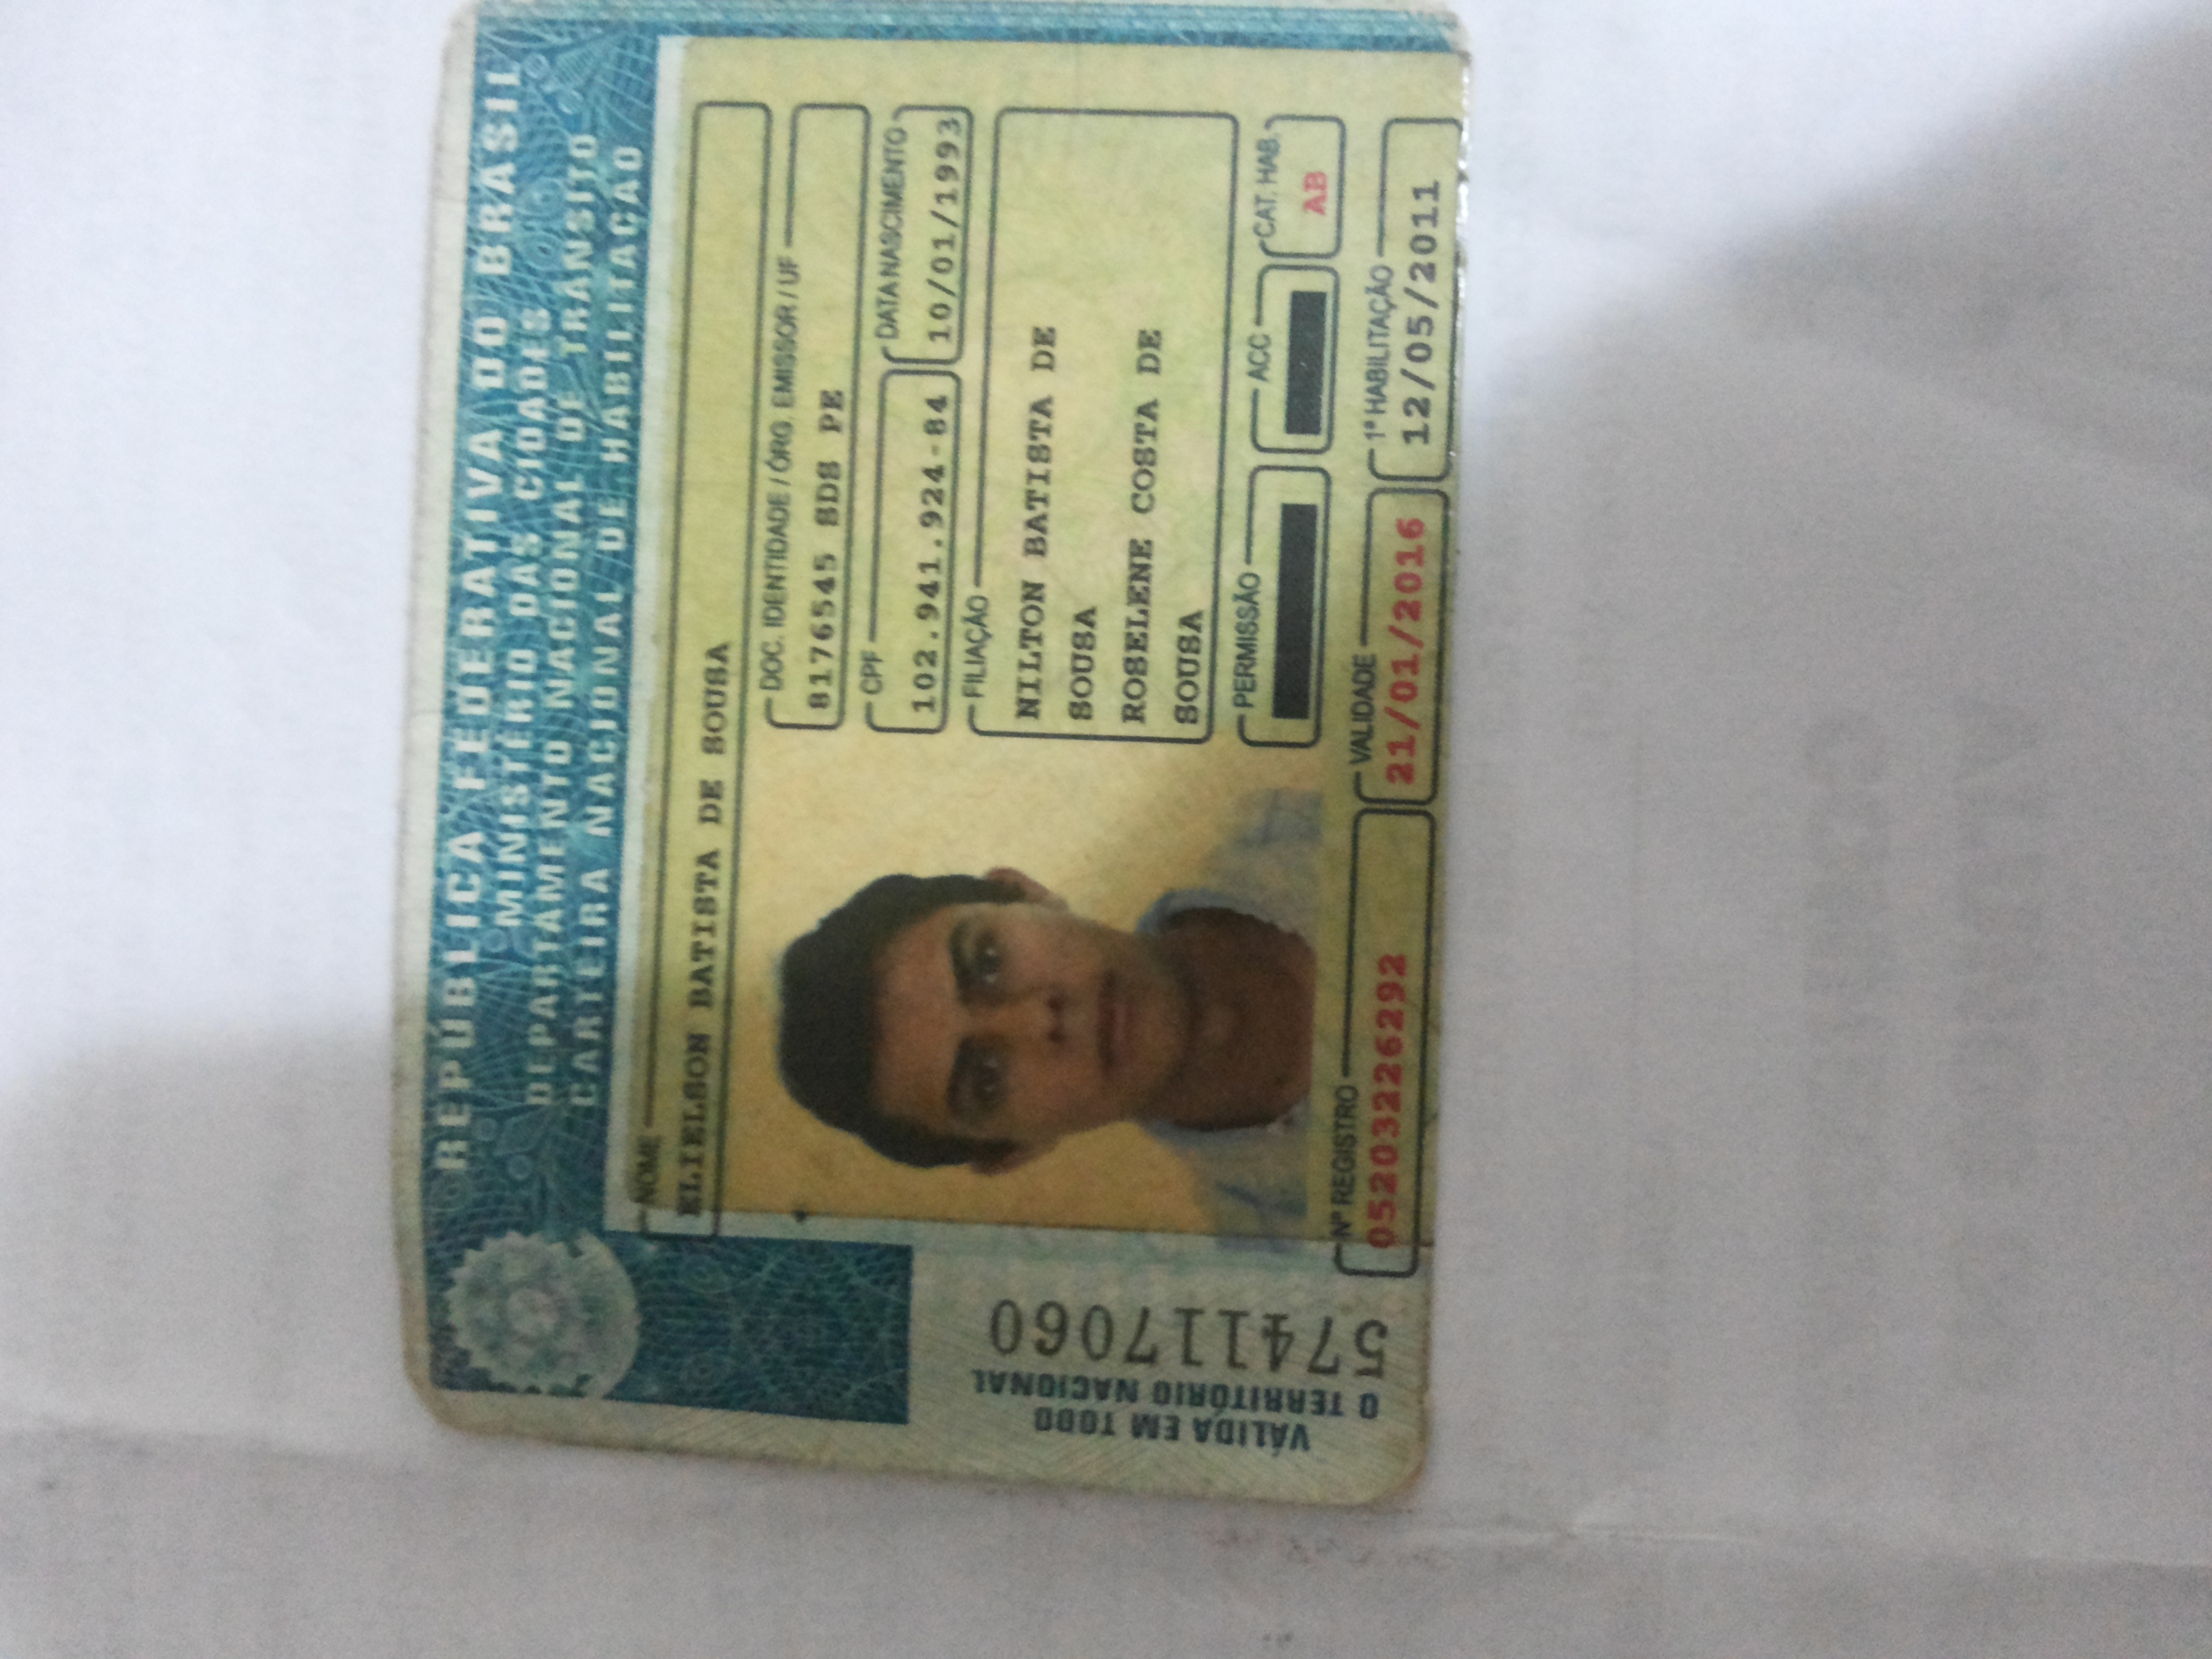 REPÚBLICA FEDERATIVA DO BRASIL
MINISTÉRIO DAS CIDADES
DEPARTAMENTO NACIONAL DE TRÂNSITO
CARTEIRA NACIONAL DE HABILITAÇÃO
NOME
ELIELSON BATISTA DE SOUSA
DOC. IDENTIDADE / ÓRG. EMISSOR / UF
8176545 SDS PE
CPF DATA NASCIMENTO
102.941.924-84 10/01/1993
FILIAÇÃO
NILTON BATISTA DE
SOUSA
ROSELENE COSTA DE
SOUSA
PERMISSÃO ACC CAT. HAB.
AB
Nº REGISTRO VALIDADE 1ª HABILITAÇÃO
05203226292 21/01/2016 12/05/2011
VÁLIDA EM TODO
O TERRITÓRIO NACIONAL
574117060